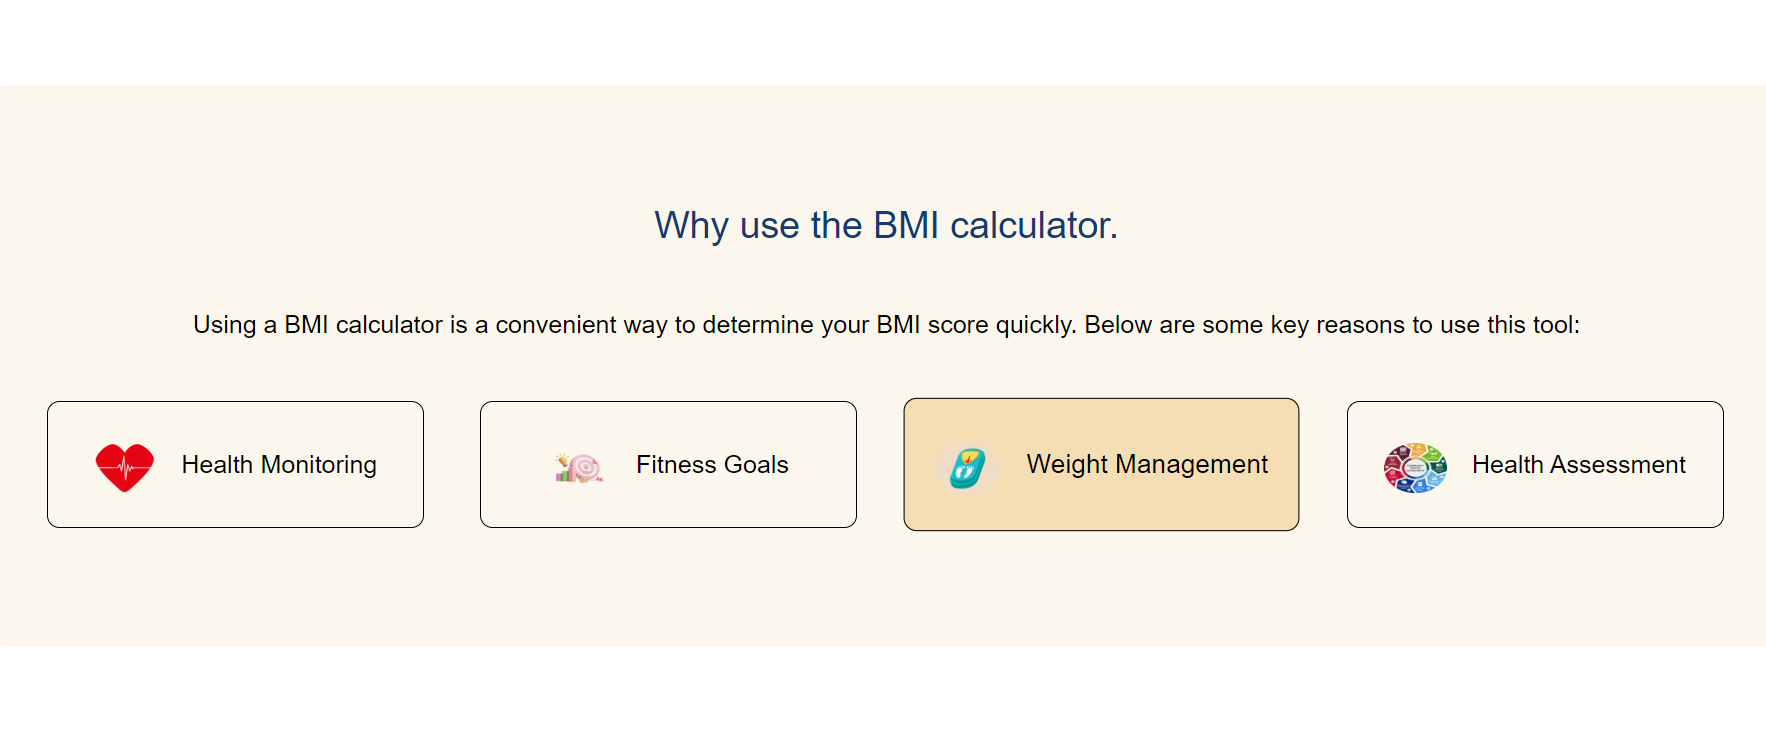 Why use the BMI calculator.
Using a BMI calculator is a convenient way to determine your BMI score quickly. Below are some key reasons to use this tool:
Health Monitoring
Fitness Goals
Weight Management
Health Assessment